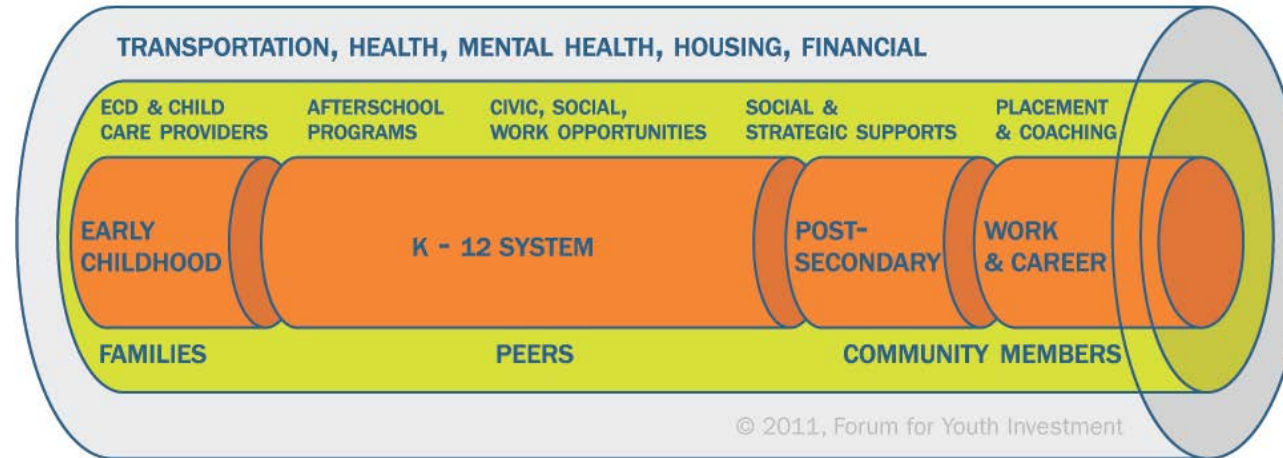 TRANSPORTATION, HEALTH, MENTAL HEALTH, HOUSING, FINANCIAL
ECD & CHILD
CARE PROVIDERS
AFTERSCHOOL
PROGRAMS
CIVIC, SOCIAL,
WORK OPPORTUNITIES
SOCIAL &
STRATEGIC SUPPORTS
PLACEMENT
& COACHING
EARLY
CHILDHOOD
K - 12 SYSTEM
POST-
SECONDARY
WORK
& CAREER
FAMILIES
PEERS
COMMUNITY MEMBERS
© 2011, Forum for Youth Investment